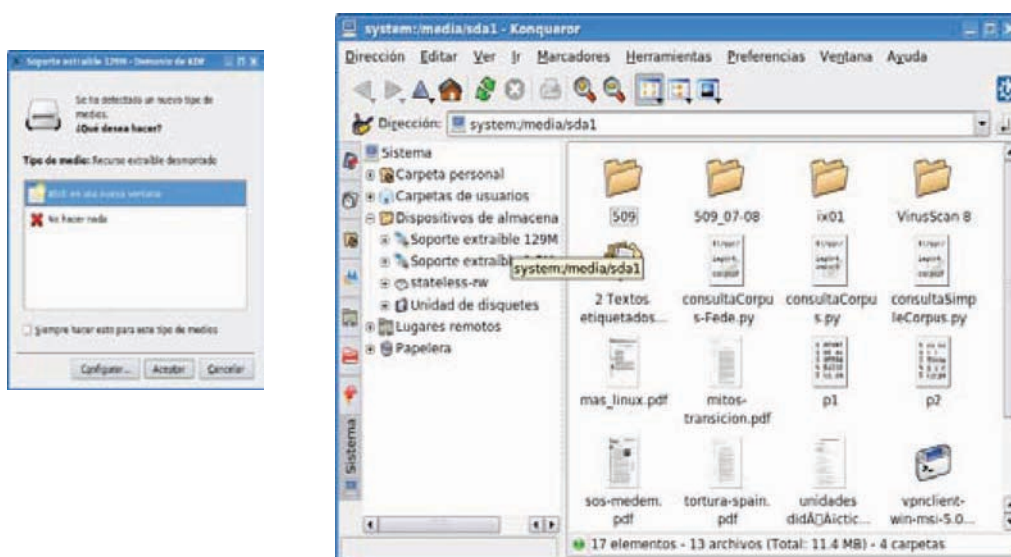 Soporte extraíble 129M - Demonio de KDE
Se ha detectado un nuevo tipo de
medios.
¿Qué desea hacer?
Tipo de medio: Recurso extraíble desmontado
Abrir en una nueva ventana
No hacer nada
Siempre hacer esto para este tipo de medios
Configurar... Aceptar Cancelar
system:/media/sda1 - Konqueror
Dirección Editar Ver Ir Marcadores Herramientas Preferencias Ventana Ayuda
Dirección: system:/media/sda1
Sistema
Carpeta personal
Carpetas de usuarios
Dispositivos de almacena
Soporte extraíble 129M
Soporte extraíble
system:/media/sda1
stateless-rw
Unidad de disquetes
Lugares remotos
Papelera
Sistema
509 509_07-08 ix01 VirusScan 8
2 Textos
etiquetados...
consultaCorpu
s-Fede.py
consultaCorpu
s.py
consultaSimp
leCorpus.py
mas_linux.pdf
mitos-
transicion.pdf
p1 p2
sos-medem.
pdf
tortura-spain.
pdf
unidades
didÃ□Âictic...
vpnclient-
win-msi-5.0...
17 elementos - 13 archivos (Total: 11.4 MB) - 4 carpetas